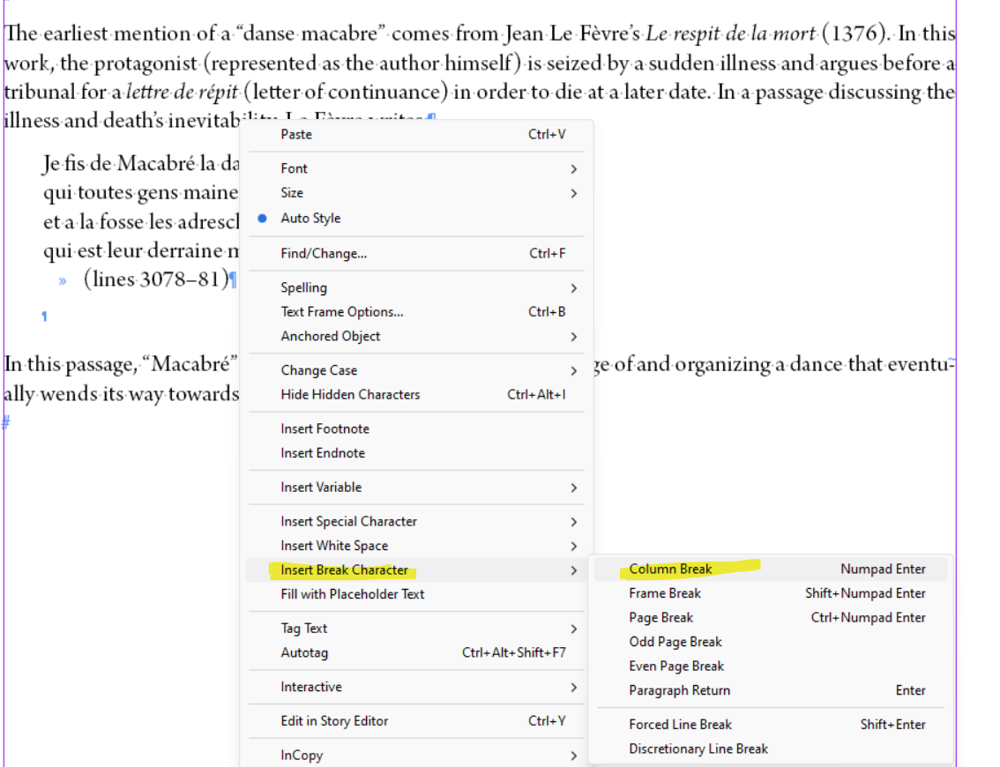 The earliest mention of a “danse macabre” comes from Jean Le Fèvre’s Le respit de la mort (1376). In this
work, the protagonist (represented as the author himself) is seized by a sudden illness and argues before a
tribunal for a lettre de répit (letter of continuance) in order to die at a later date. In a passage discussing the
illness and death’s inevitability, Le Fèvre writes¶
Je fis de Macabré la da
qui toutes gens maine
et a la fosse les adresc
qui est leur derraine m
» (lines 3078–81)¶
¶
In this passage, “Macabré” ge of and organizing a dance that eventu-
ally wends its way towards
#
Paste Ctrl+V
Font
Size
Auto Style
Find/Change... Ctrl+F
Spelling
Text Frame Options... Ctrl+B
Anchored Object
Change Case
Hide Hidden Characters Ctrl+Alt+I
Insert Footnote
Insert Endnote
Insert Variable
Insert Special Character
Insert White Space
Insert Break Character
Fill with Placeholder Text
Tag Text
Autotag Ctrl+Alt+Shift+F7
Interactive
Edit in Story Editor Ctrl+Y
InCopy
Column Break Numpad Enter
Frame Break Shift+Numpad Enter
Page Break Ctrl+Numpad Enter
Odd Page Break
Even Page Break
Paragraph Return Enter
Forced Line Break Shift+Enter
Discretionary Line Break